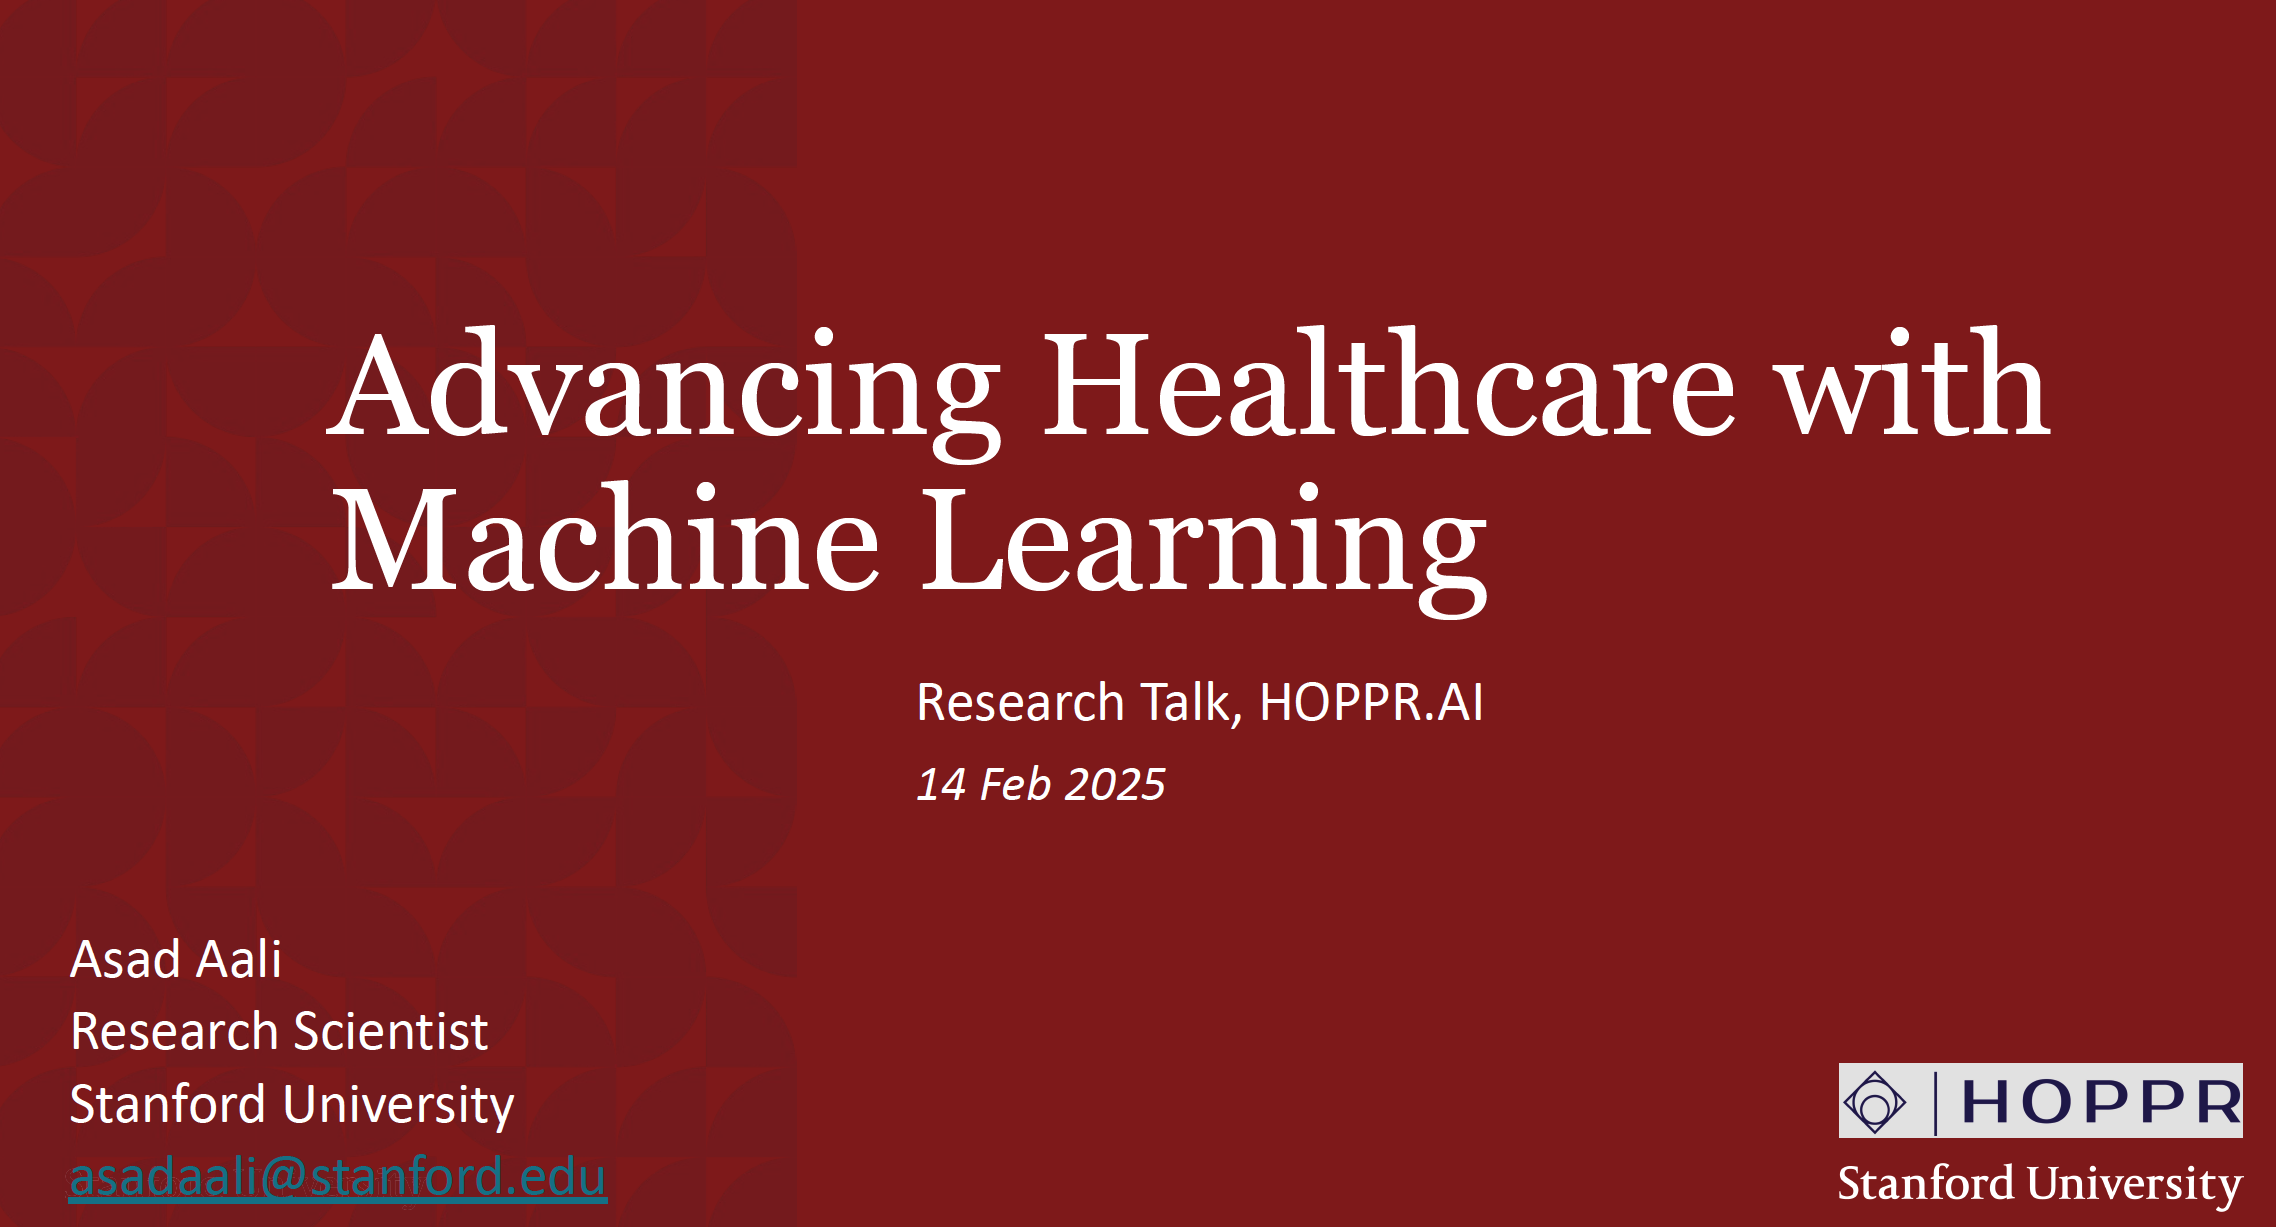 Advancing Healthcare with
Machine Learning
Research Talk, HOPPR.AI
14 Feb 2025
Asad Aali
Research Scientist
Stanford University
asadaali@stanford.edu
HOPPR
Stanford University